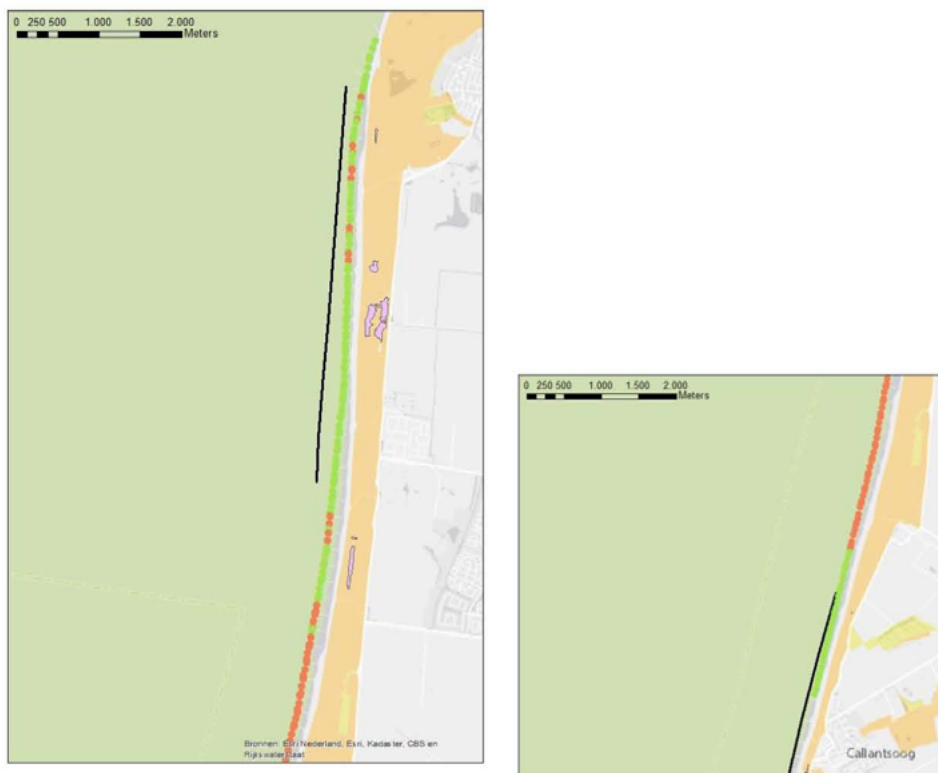 0 250 500 1.000 1.500 2.000
Meters
Bronnen: Esri Nederland, Esri, Kadaster, CBS en
Rijkswaterstaat
0 250 500 1.000 1.500 2.000
Meters
Callantsoog